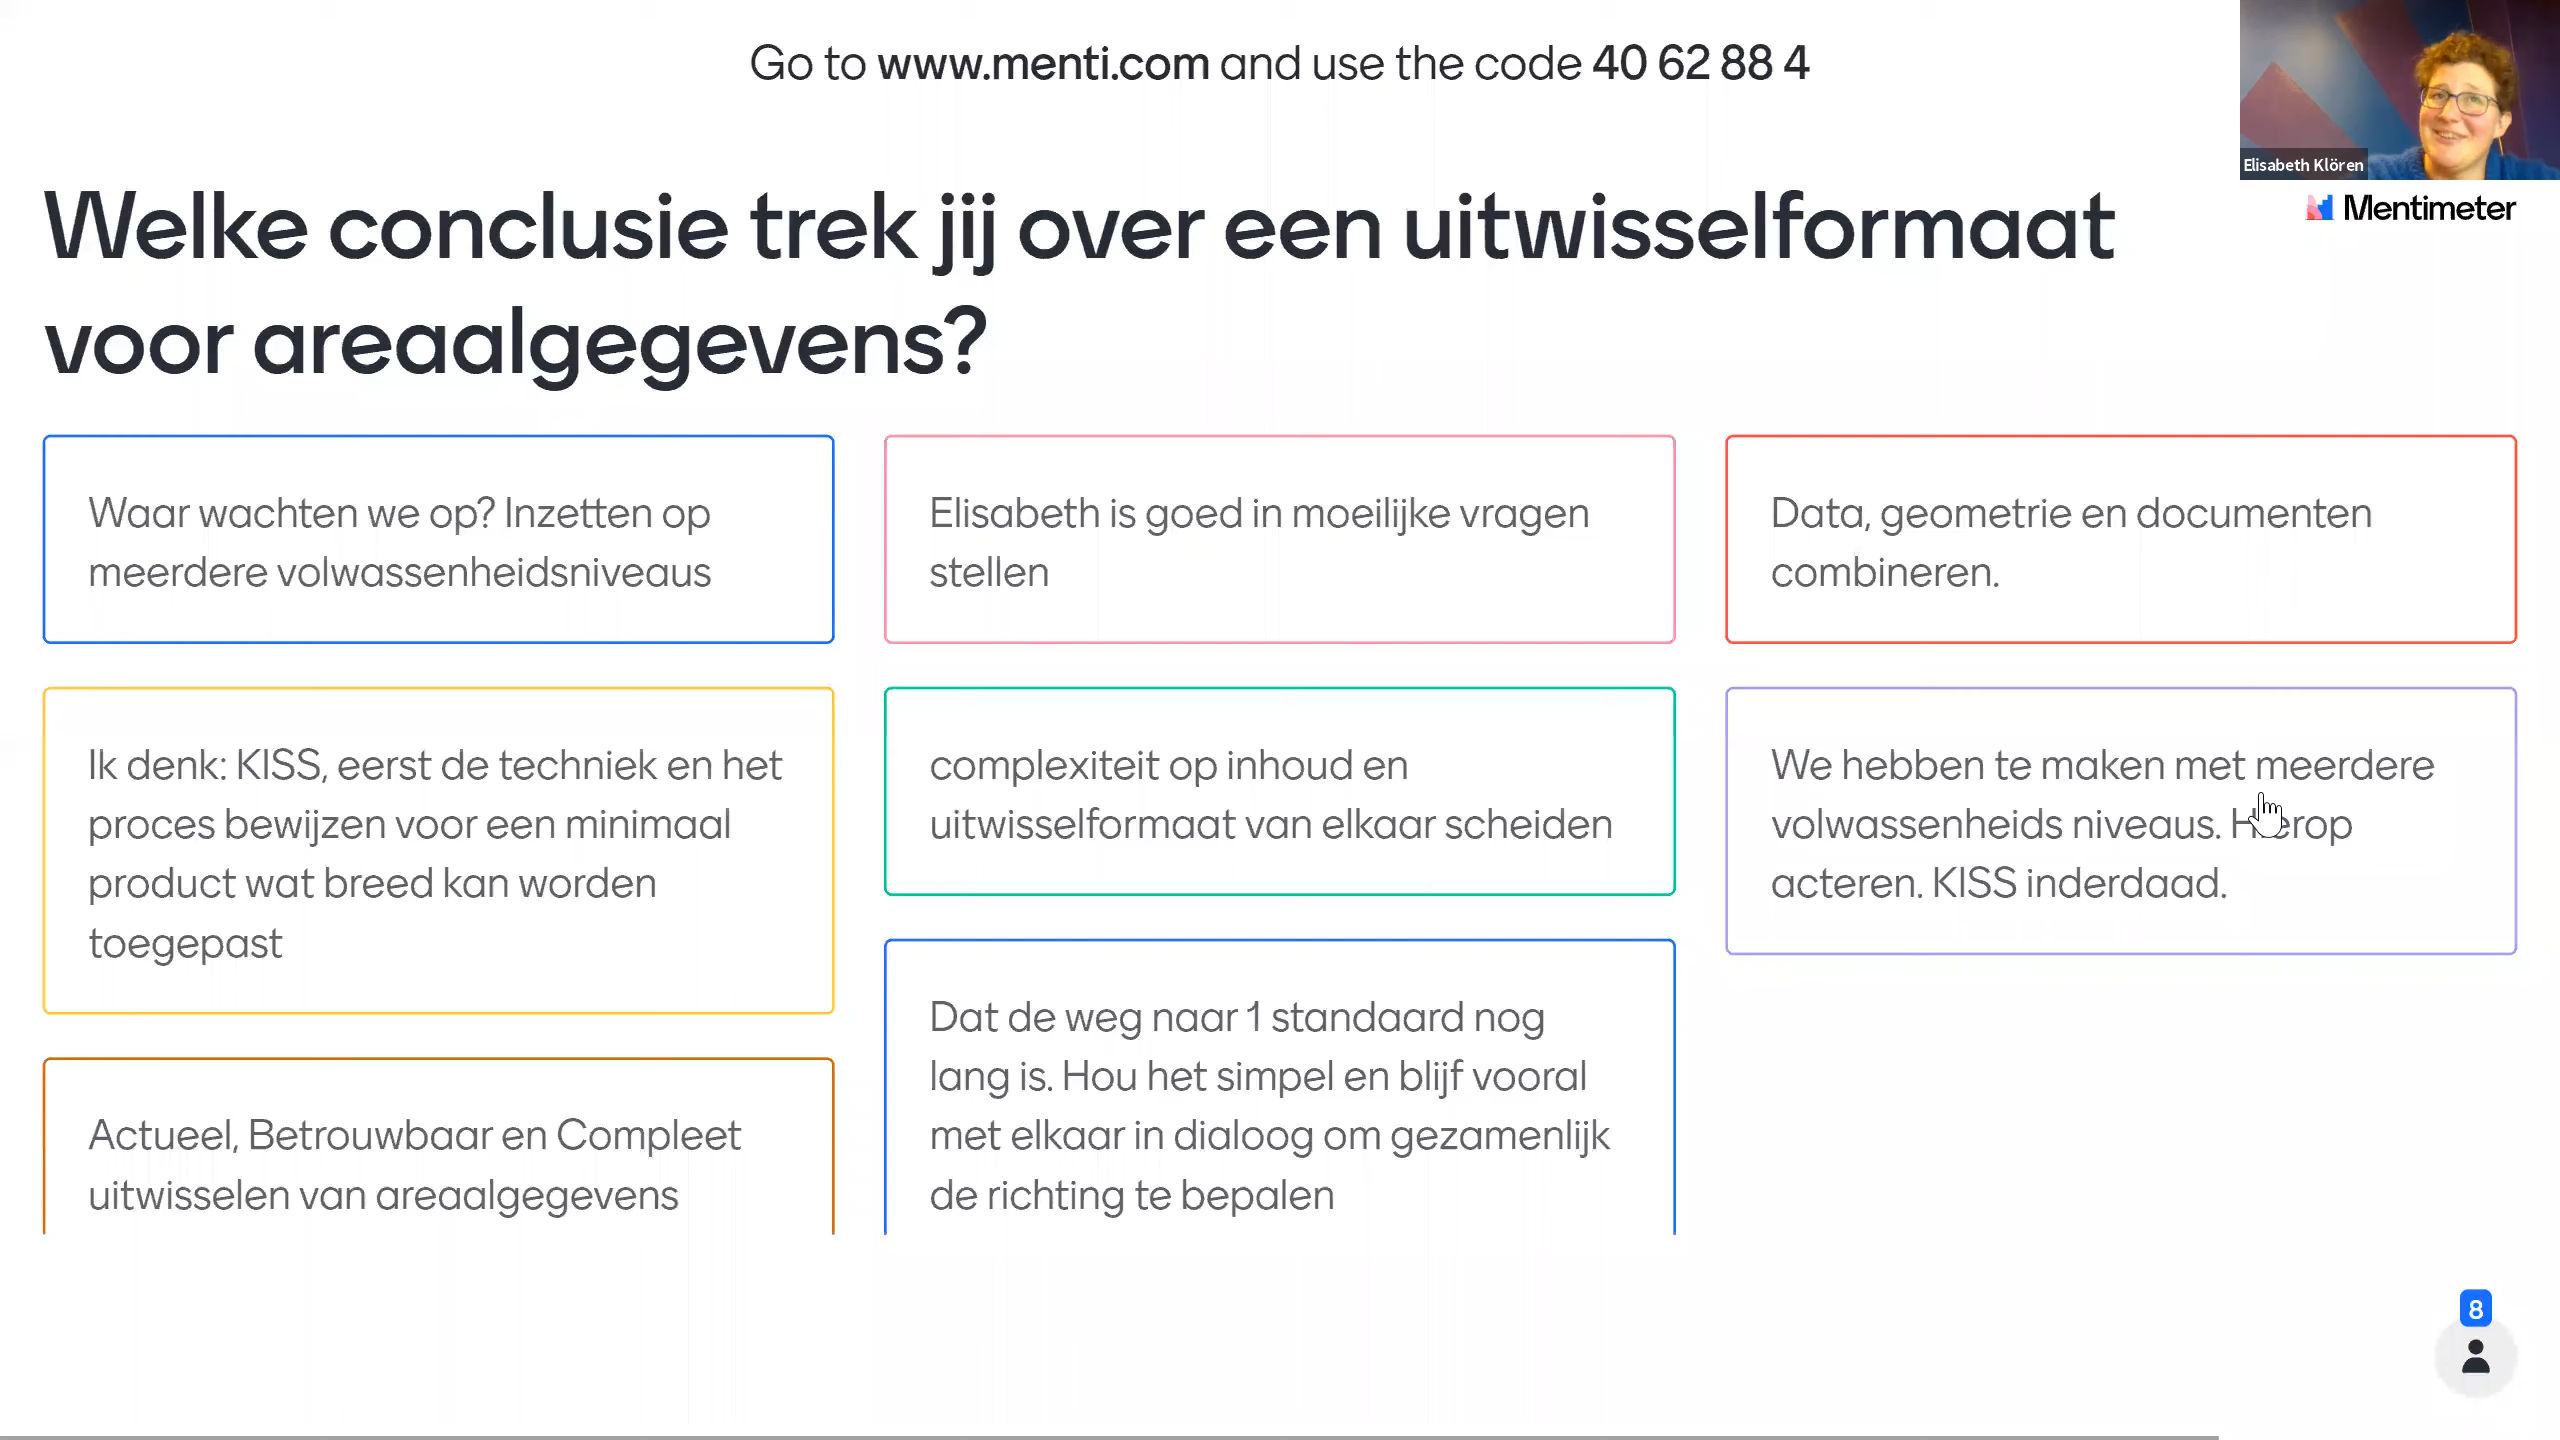 Go to www.menti.com and use the code 40 62 88 4
Elisabeth Klören
Mentimeter
Welke conclusie trek jij over een uitwisselformaat
voor areaalgegevens?
Waar wachten we op? Inzetten op
meerdere volwassenheidsniveaus
Elisabeth is goed in moeilijke vragen
stellen
Data, geometrie en documenten
combineren.
Ik denk: KISS, eerst de techniek en het
proces bewijzen voor een minimaal
product wat breed kan worden
toegepast
complexiteit op inhoud en
uitwisselformaat van elkaar scheiden
We hebben te maken met meerdere
volwassenheids niveaus. Hierop
acteren. KISS inderdaad.
Actueel, Betrouwbaar en Compleet
uitwisselen van areaalgegevens
Dat de weg naar 1 standaard nog
lang is. Hou het simpel en blijf vooral
met elkaar in dialoog om gezamenlijk
de richting te bepalen
8